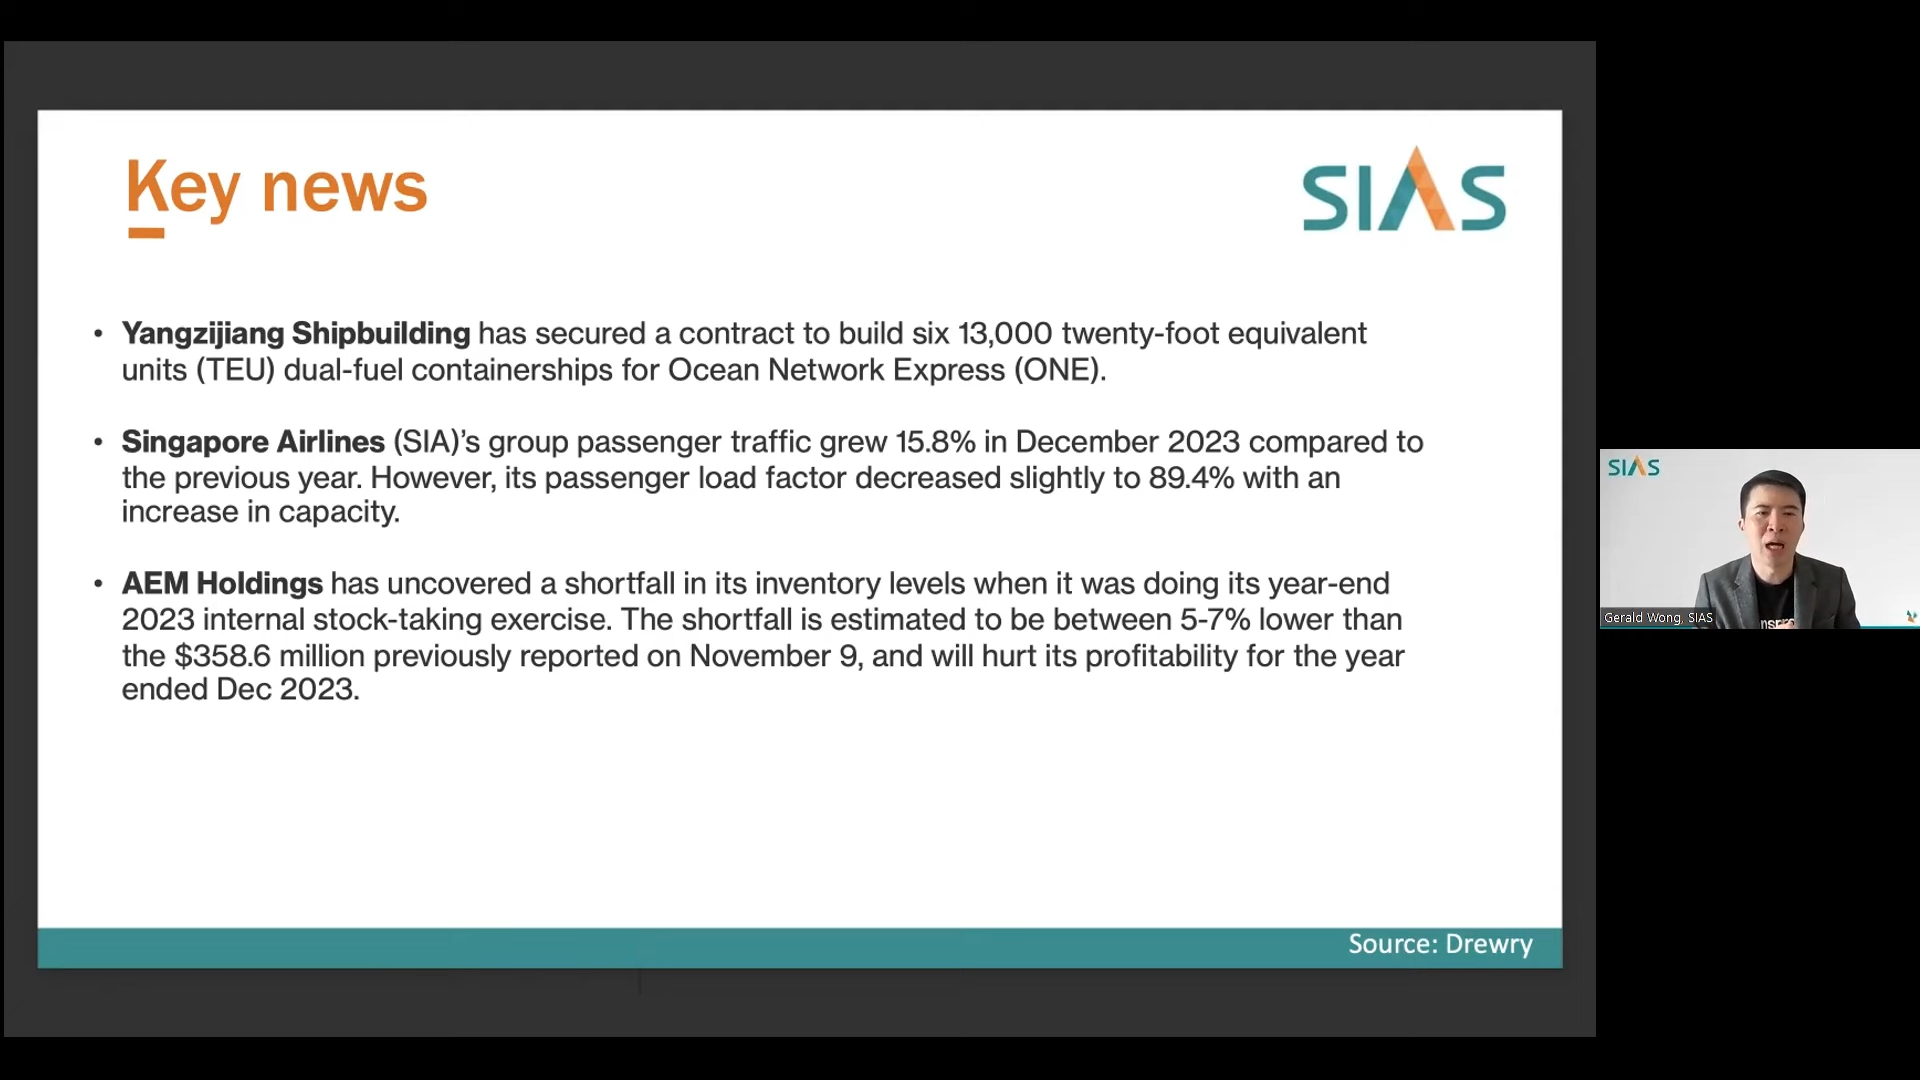 Key news
SIAS
• Yangzijiang Shipbuilding has secured a contract to build six 13,000 twenty-foot equivalent
units (TEU) dual-fuel containerships for Ocean Network Express (ONE).
• Singapore Airlines (SIA)’s group passenger traffic grew 15.8% in December 2023 compared to
the previous year. However, its passenger load factor decreased slightly to 89.4% with an
increase in capacity.
• AEM Holdings has uncovered a shortfall in its inventory levels when it was doing its year-end
2023 internal stock-taking exercise. The shortfall is estimated to be between 5-7% lower than
the $358.6 million previously reported on November 9, and will hurt its profitability for the year
ended Dec 2023.
Source: Drewry
SIAS
Gerald Wong, SIAS